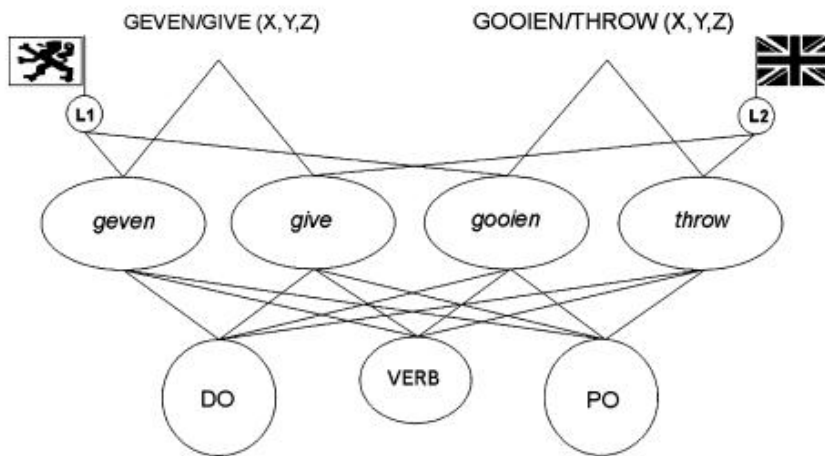 GEVEN/GIVE (X,Y,Z) GOOIEN/THROW (X,Y,Z)
L1 L2
geven give gooien throw
DO VERB PO